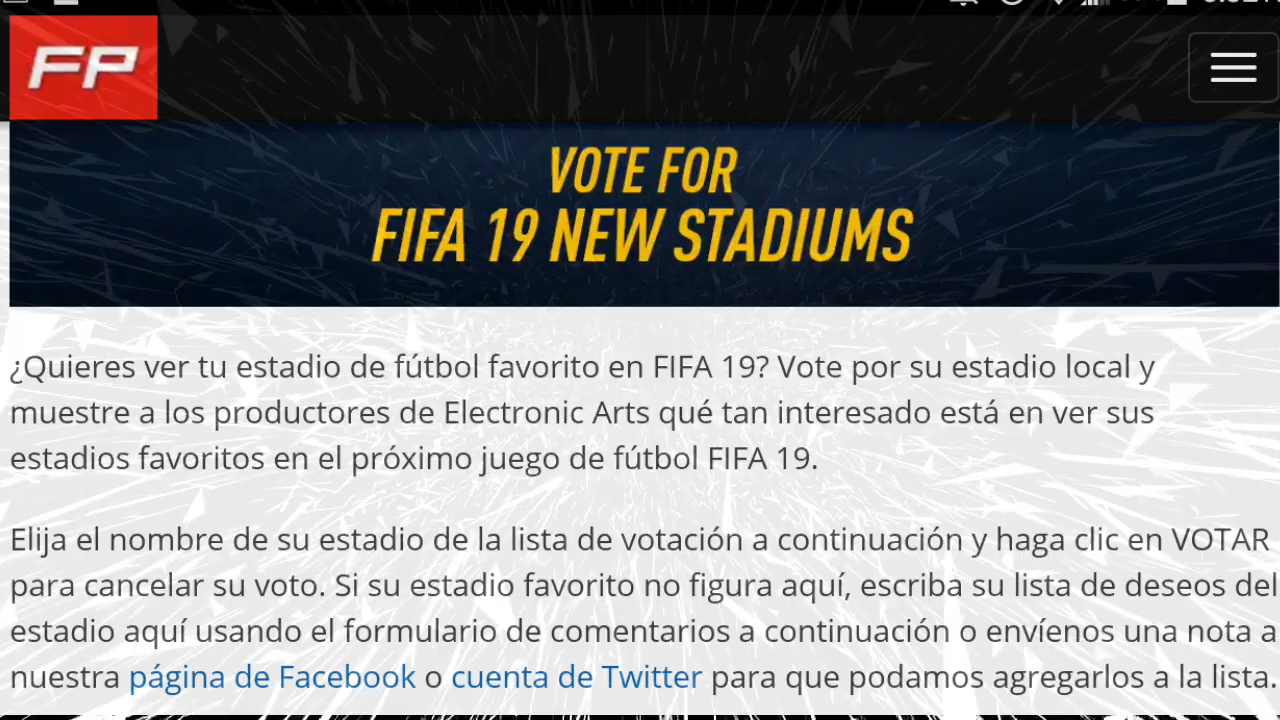 FP
VOTE FOR
FIFA 19 NEW STADIUMS
¿Quieres ver tu estadio de fútbol favorito en FIFA 19? Vote por su estadio local y
muestre a los productores de Electronic Arts qué tan interesado está en ver sus
estadios favoritos en el próximo juego de fútbol FIFA 19.
Elija el nombre de su estadio de la lista de votación a continuación y haga clic en VOTAR
para cancelar su voto. Si su estadio favorito no figura aquí, escriba su lista de deseos del
estadio aquí usando el formulario de comentarios a continuación o envíenos una nota a
nuestra página de Facebook o cuenta de Twitter para que podamos agregarlos a la lista.